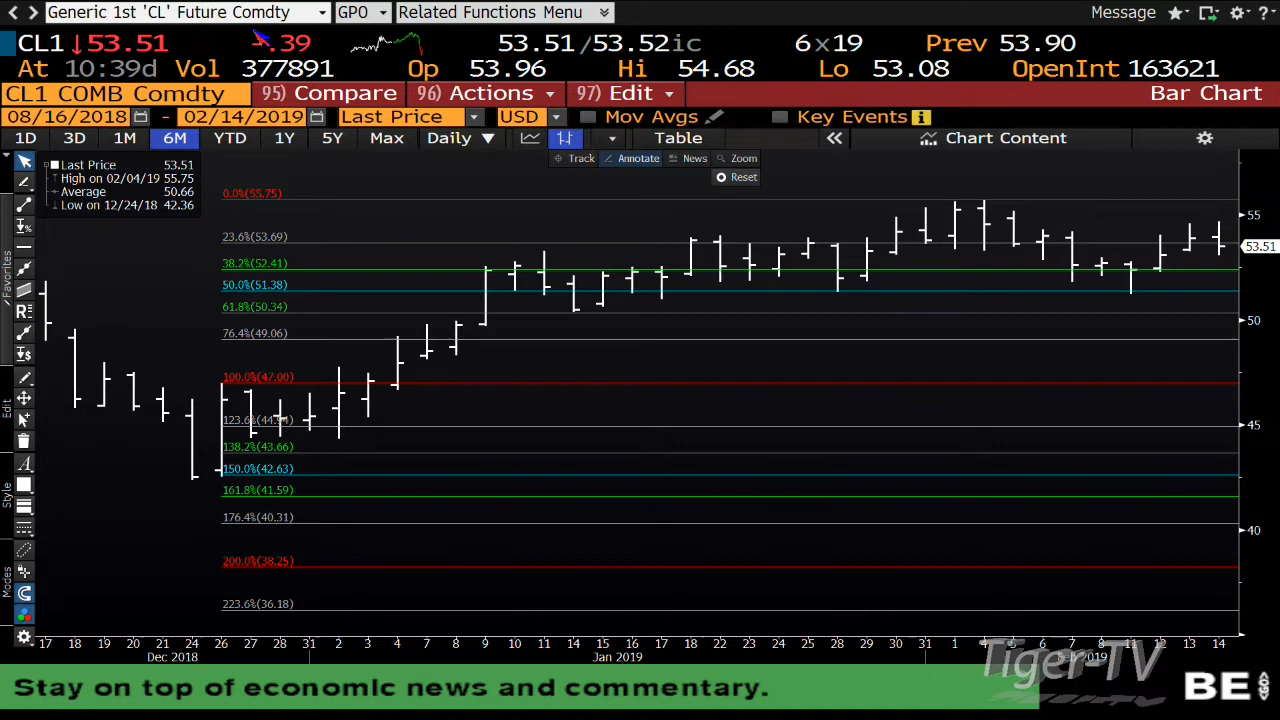 Generic 1st 'CL' Future Comdty GPO Related Functions Menu Message
CL1 ↓53.51 -.39 53.51/53.52ic 6x19 Prev 53.90
At 10:39d Vol 377891 Op 53.96 Hi 54.68 Lo 53.08 OpenInt 163621
CL1 COMB Comdty 95) Compare 96) Actions 97) Edit Bar Chart
08/16/2018 - 02/14/2019 Last Price USD Mov Avgs Key Events
1D 3D 1M 6M YTD 1Y 5Y Max Daily ▼ Table « Chart Content
Track Annotate News Zoom
Reset
Last Price 53.51
High on 02/04/19 55.75
Average 50.66
Low on 12/24/18 42.36
0.0%(55.75)
55
23.6%(53.69)
53.51
38.2%(52.41)
50.0%(51.38)
61.8%(50.34)
50
76.4%(49.06)
100.0%(47.00)
123.6%(44.94)
45
138.2%(43.66)
150.0%(42.63)
161.8%(41.59)
176.4%(40.31)
40
200.0%(38.25)
223.6%(36.18)
Favorites
Edit
Style
Modes
17 18 19 20 21 24 26 27 28 31 2 3 4 7 8 9 10 11 14 15 16 17 18 22 23 24 25 28 29 30 31 1 4 5 6 7 8 11 12 13 14
Dec 2018 Jan 2019 Feb 2019
Tiger-TV
Stay on top of economic news and commentary.
BE
GO